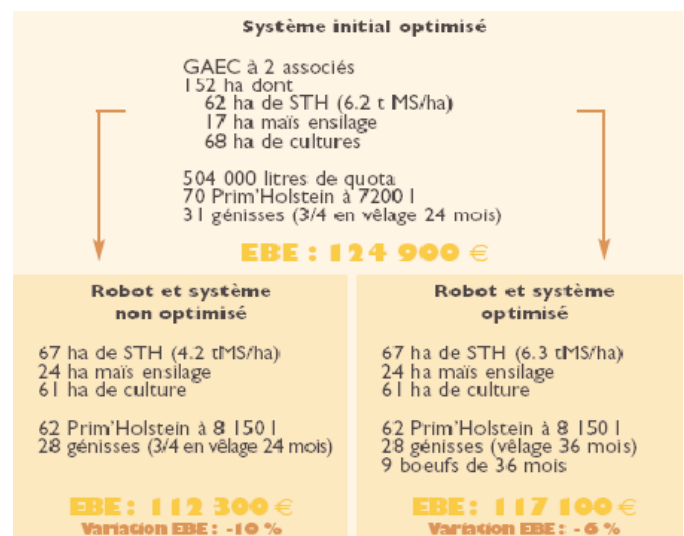 Système initial optimisé
GAEC à 2 associés
152 ha dont
62 ha de STH (6.2 t MS/ha)
17 ha maïs ensilage
68 ha de cultures
504 000 litres de quota
70 Prim'Holstein à 7200 l
31 génisses (3/4 en vêlage 24 mois)
EBE : 124 900 €
Robot et système
non optimisé
67 ha de STH (4.2 tMS/ha)
24 ha maïs ensilage
61 ha de culture
62 Prim'Holstein à 8 150 l
28 génisses (3/4 en vêlage 24 mois)
EBE : 112 300 €
Variation EBE : -10 %
Robot et système
optimisé
67 ha de STH (6.3 tMS/ha)
24 ha maïs ensilage
61 ha de culture
62 Prim'Holstein à 8 150 l
28 génisses (vêlage 36 mois)
9 boeufs de 36 mois
EBE : 117 100 €
Variation EBE : - 6 %